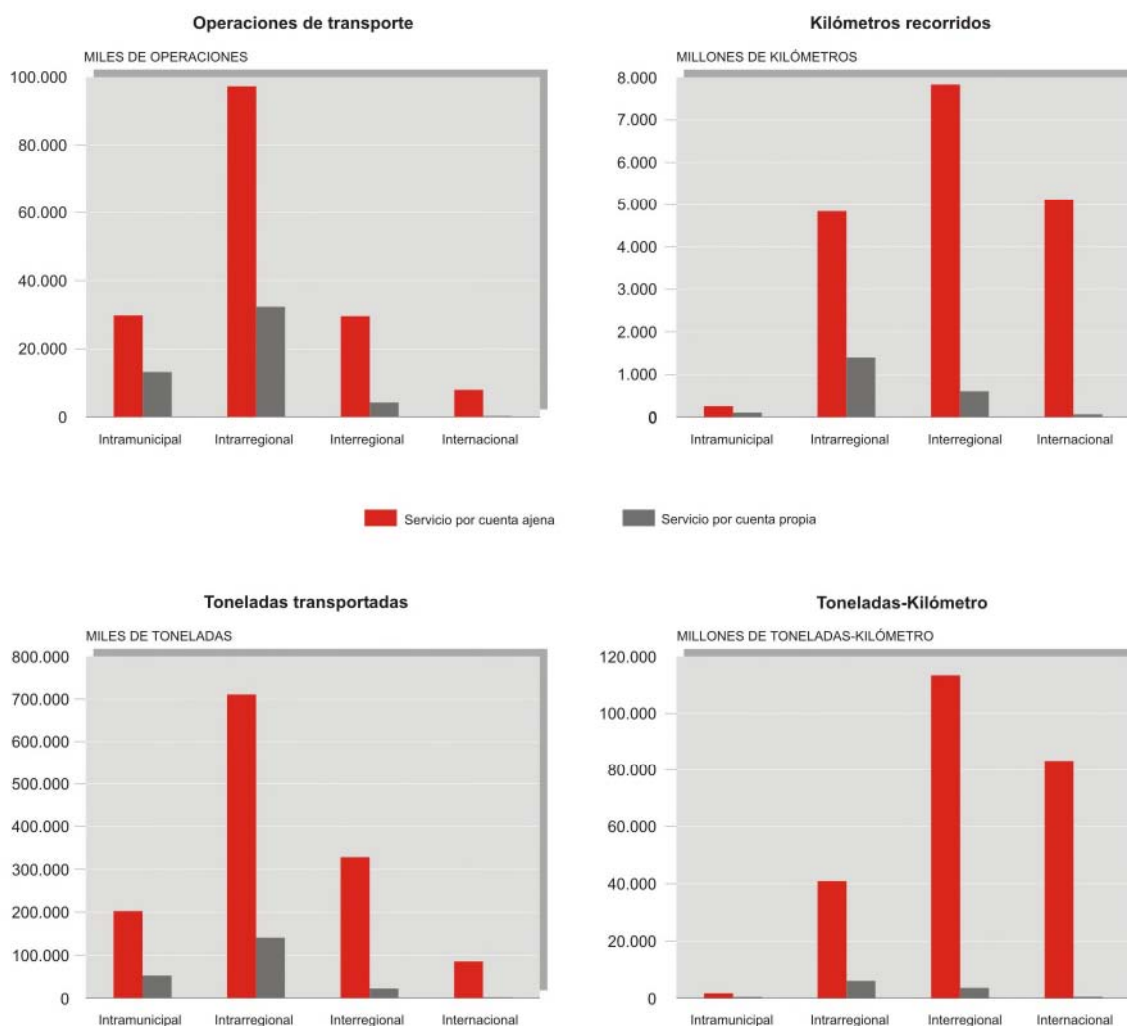 Operaciones de transporte
MILES DE OPERACIONES
100.000
80.000
60.000
40.000
20.000
0
Intramunicipal Intrarregional Interregional Internacional
Kilómetros recorridos
MILLONES DE KILÓMETROS
8.000
7.000
6.000
5.000
4.000
3.000
2.000
1.000
0
Intramunicipal Intrarregional Interregional Internacional
Servicio por cuenta ajena
Servicio por cuenta propia
Toneladas transportadas
MILES DE TONELADAS
800.000
700.000
600.000
500.000
400.000
300.000
200.000
100.000
0
Intramunicipal Intrarregional Interregional Internacional
Toneladas-Kilómetro
MILLONES DE TONELADAS-KILÓMETRO
120.000
100.000
80.000
60.000
40.000
20.000
0
Intramunicipal Intrarregional Interregional Internacional